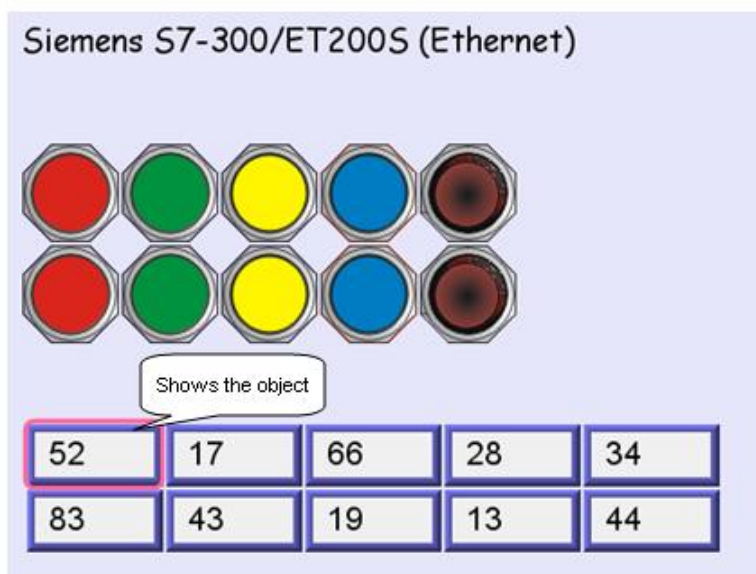 Siemens S7-300/ET200S (Ethernet)
Shows the object
52 17 66 28 34
83 43 19 13 44